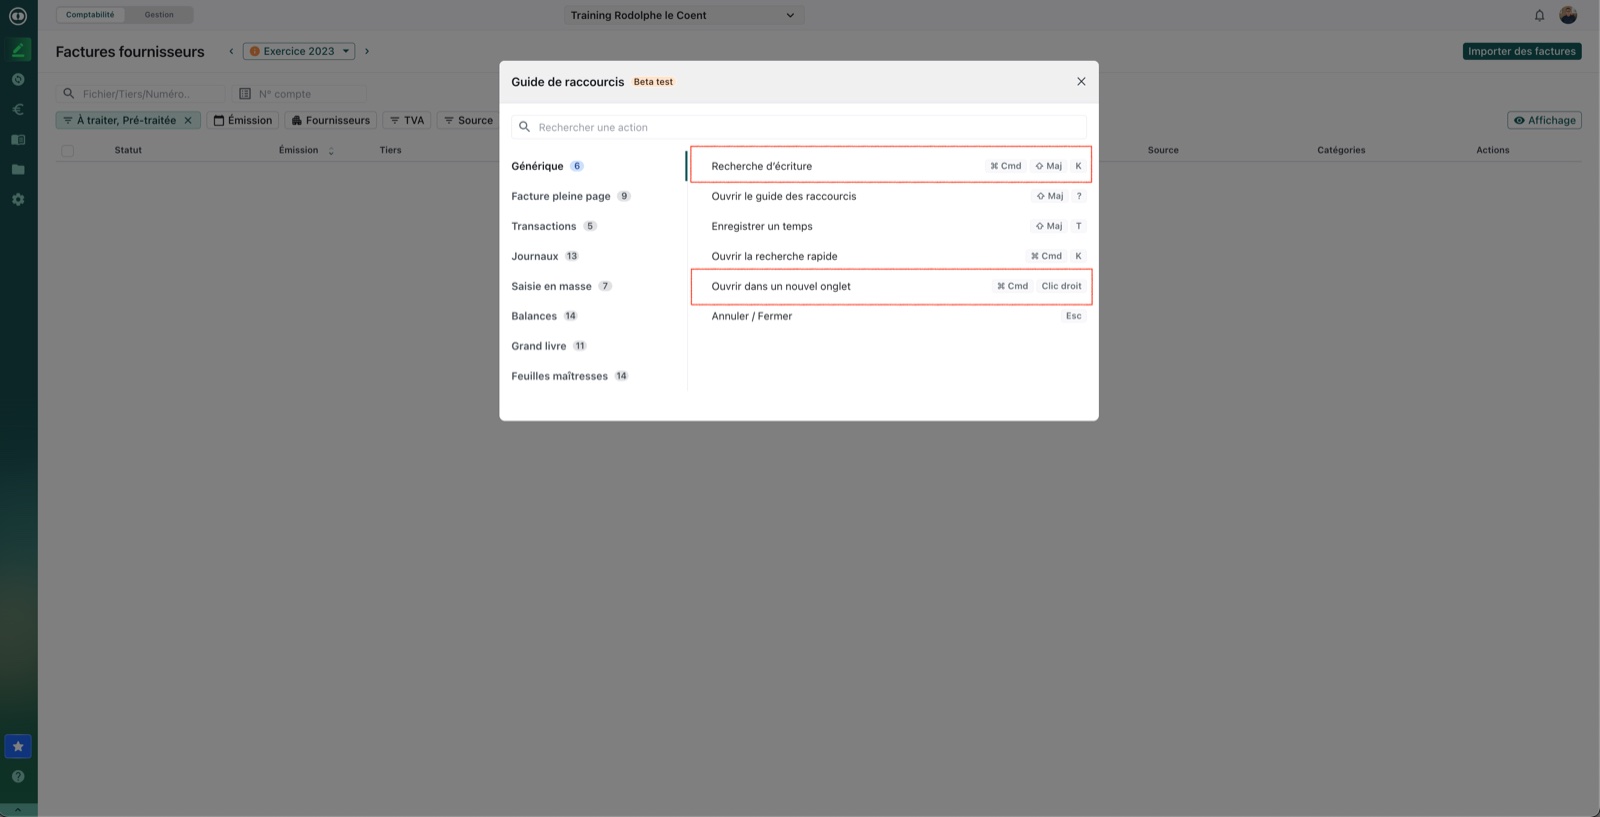 Comptabilité Gestion Training Rodolphe le Coent
Factures fournisseurs Exercice 2023 Importer des factures
Fichier/Tiers/Numéro.. N° compte
À traiter, Pré-traitée Émission Fournisseurs TVA Source Affichage
Statut Émission Tiers Source Catégories Actions
Guide de raccourcis Beta test
Rechercher une action
Générique 6
Facture pleine page 9
Transactions 5
Journaux 13
Saisie en masse 7
Balances 14
Grand livre 11
Feuilles maîtresses 14
Recherche d'écriture ⌘ Cmd Maj K
Ouvrir le guide des raccourcis Maj ?
Enregistrer un temps Maj T
Ouvrir la recherche rapide ⌘ Cmd K
Ouvrir dans un nouvel onglet ⌘ Cmd Clic droit
Annuler / Fermer Esc